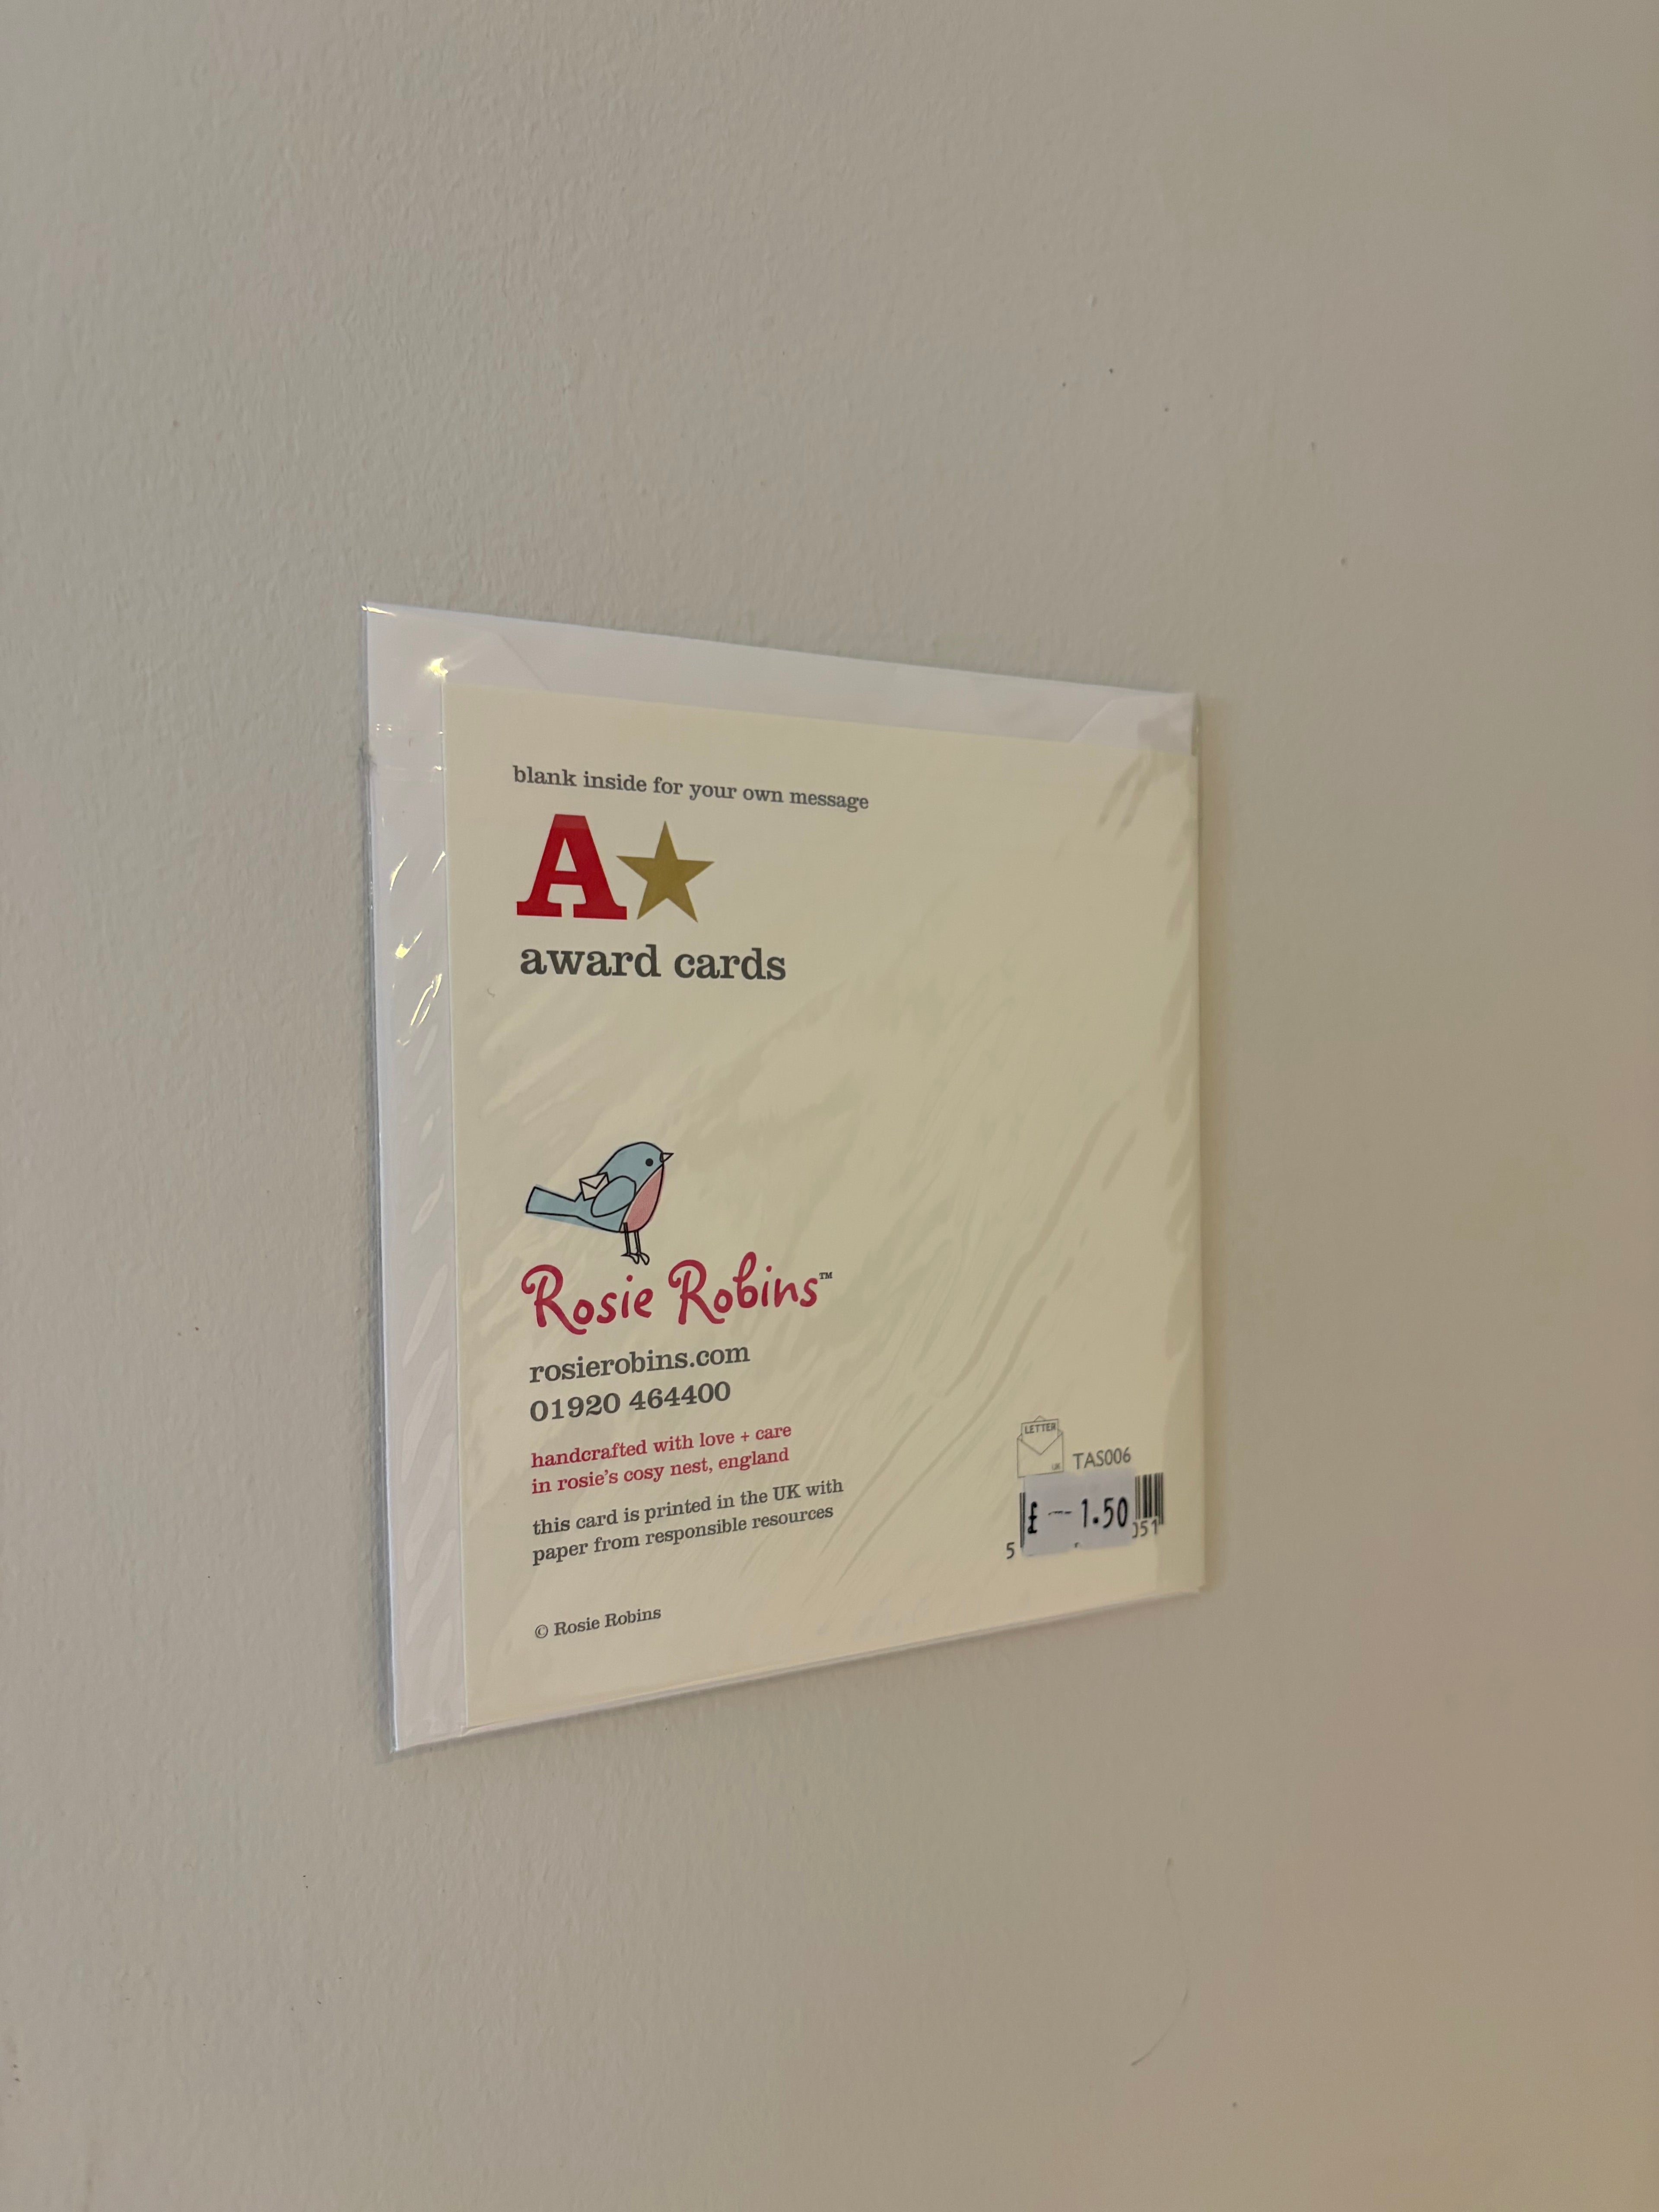 blank inside for your own message
A★
award cards
Rosie Robins™
rosierobins.com
01920 464400
handcrafted with love + care
in rosie's cosy nest, england
this card is printed in the UK with
paper from responsible resources
© Rosie Robins
LETTER
TAS006
£ -- 1.50
5 051